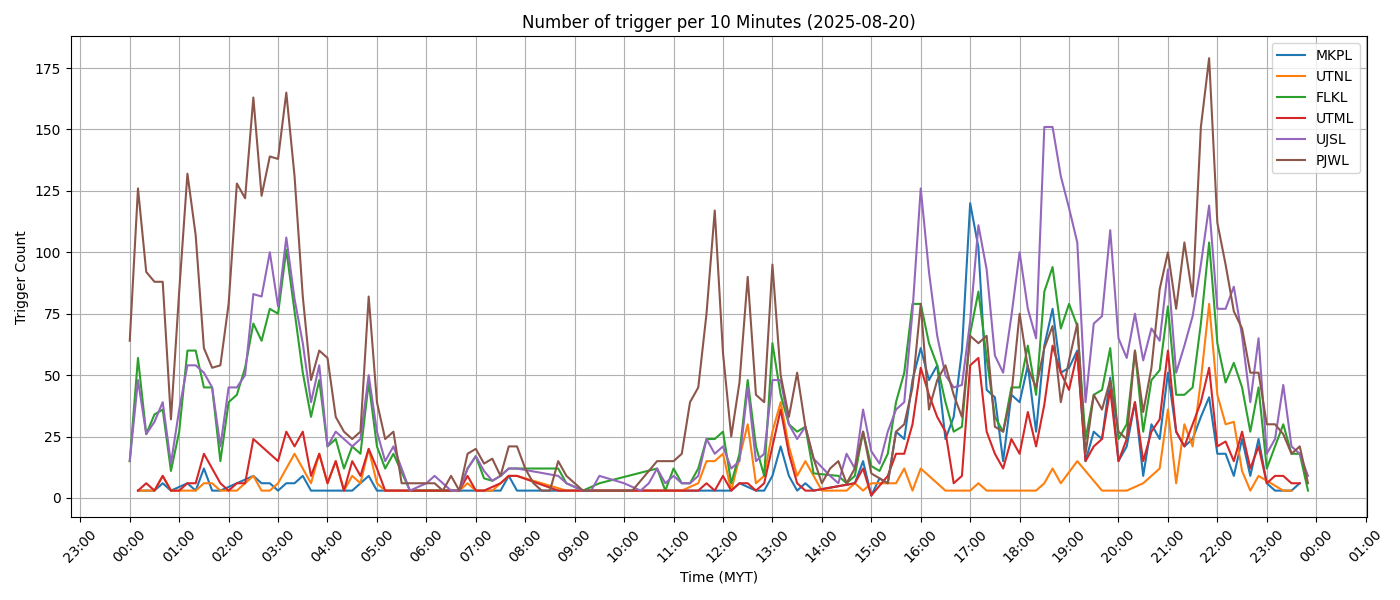 Number of trigger per 10 Minutes (2025-08-20)
Trigger Count
175
150
125
100
75
50
25
0
MKPL
UTNL
FLKL
UTML
UJSL
PJWL
23:00 00:00 01:00 02:00 03:00 04:00 05:00 06:00 07:00 08:00 09:00 10:00 11:00 12:00 13:00 14:00 15:00 16:00 17:00 18:00 19:00 20:00 21:00 22:00 23:00 00:00 01:00
Time (MYT)